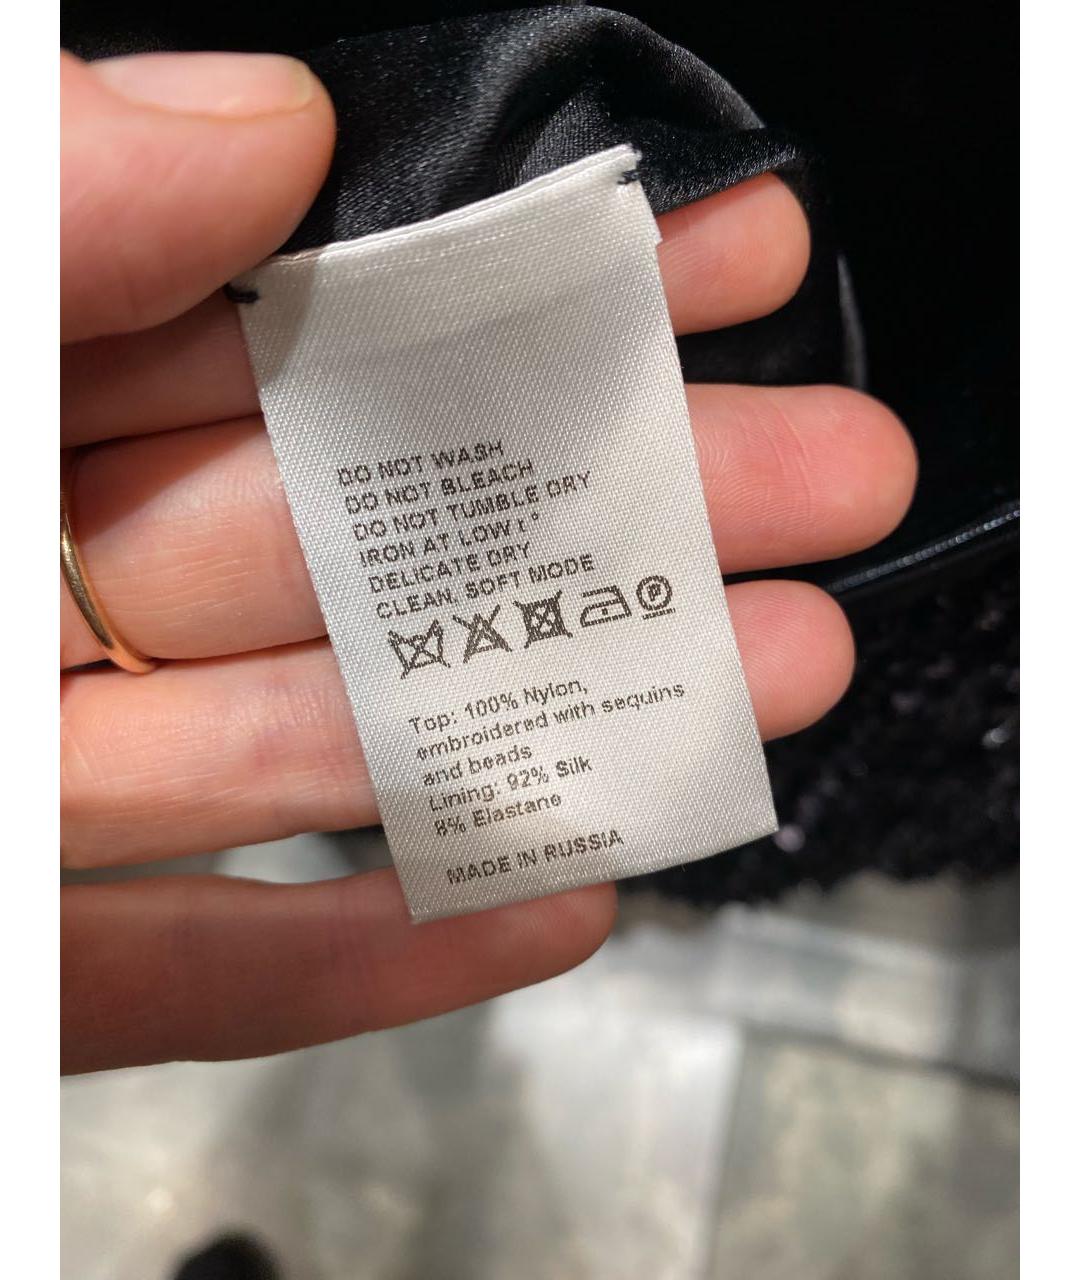 DO NOT WASH
DO NOT BLEACH
DO NOT TUMBLE DRY
IRON AT LOW t°
DELICATE DRY
CLEAN, SOFT MODE
P
Top: 100% Nylon,
embroidered with sequins
and beads
Lining: 92% Silk
8% Elastane
MADE IN RUSSIA